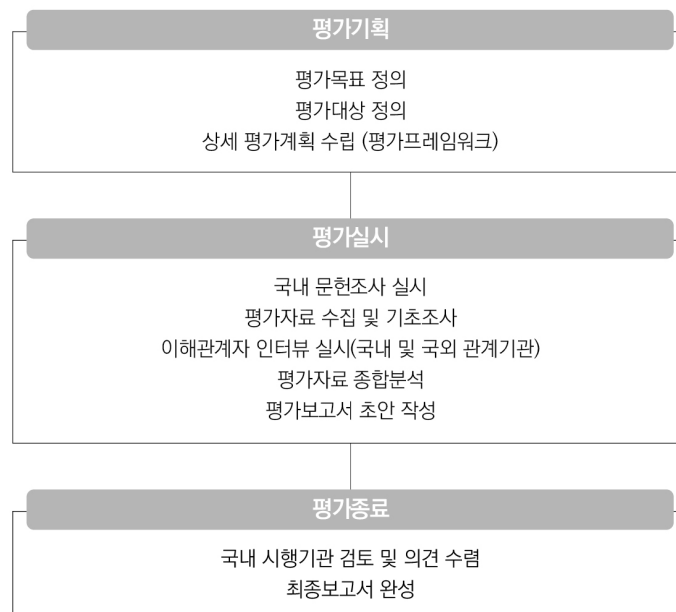 평가기획
평가목표 정의
평가대상 정의
상세 평가계획 수립 (평가프레임워크)
평가실시
국내 문헌조사 실시
평가자료 수집 및 기초조사
이해관계자 인터뷰 실시(국내 및 국외 관계기관)
평가자료 종합분석
평가보고서 초안 작성
평가종료
국내 시행기관 검토 및 의견 수렴
최종보고서 완성